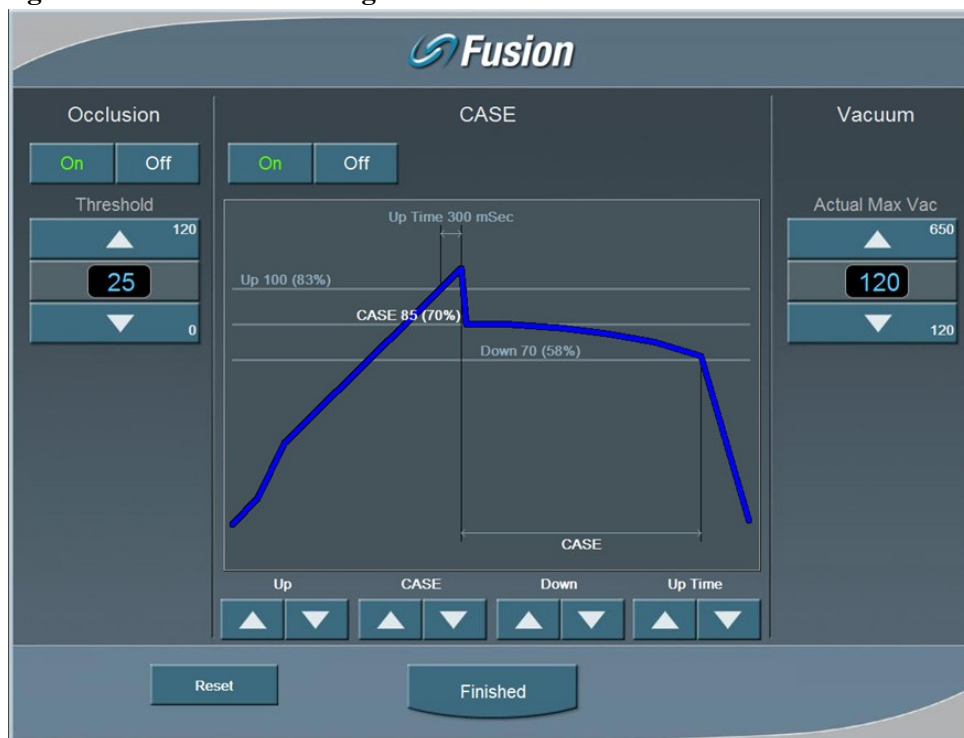 Fusion
Occlusion
CASE
Vacuum
On Off
On Off
Threshold
120
25
0
Up Time 300 mSec
Up 100 (83%)
CASE 85 (70%)
Down 70 (58%)
CASE
Actual Max Vac
650
120
120
Up CASE Down Up Time
Reset
Finished